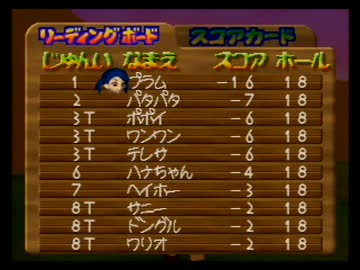 リーディングボード スコアカード
じゅんい なまえ スコア ホール
1 プラム -16 18
2 パタパタ -7 18
3T ポポイ -6 18
3T ワンワン -6 18
3T テレサ -6 18
6 ハナちゃん -4 18
7 ヘイホー -3 18
8T サニー -2 18
8T ドングル -2 18
8T ワリオ -2 18